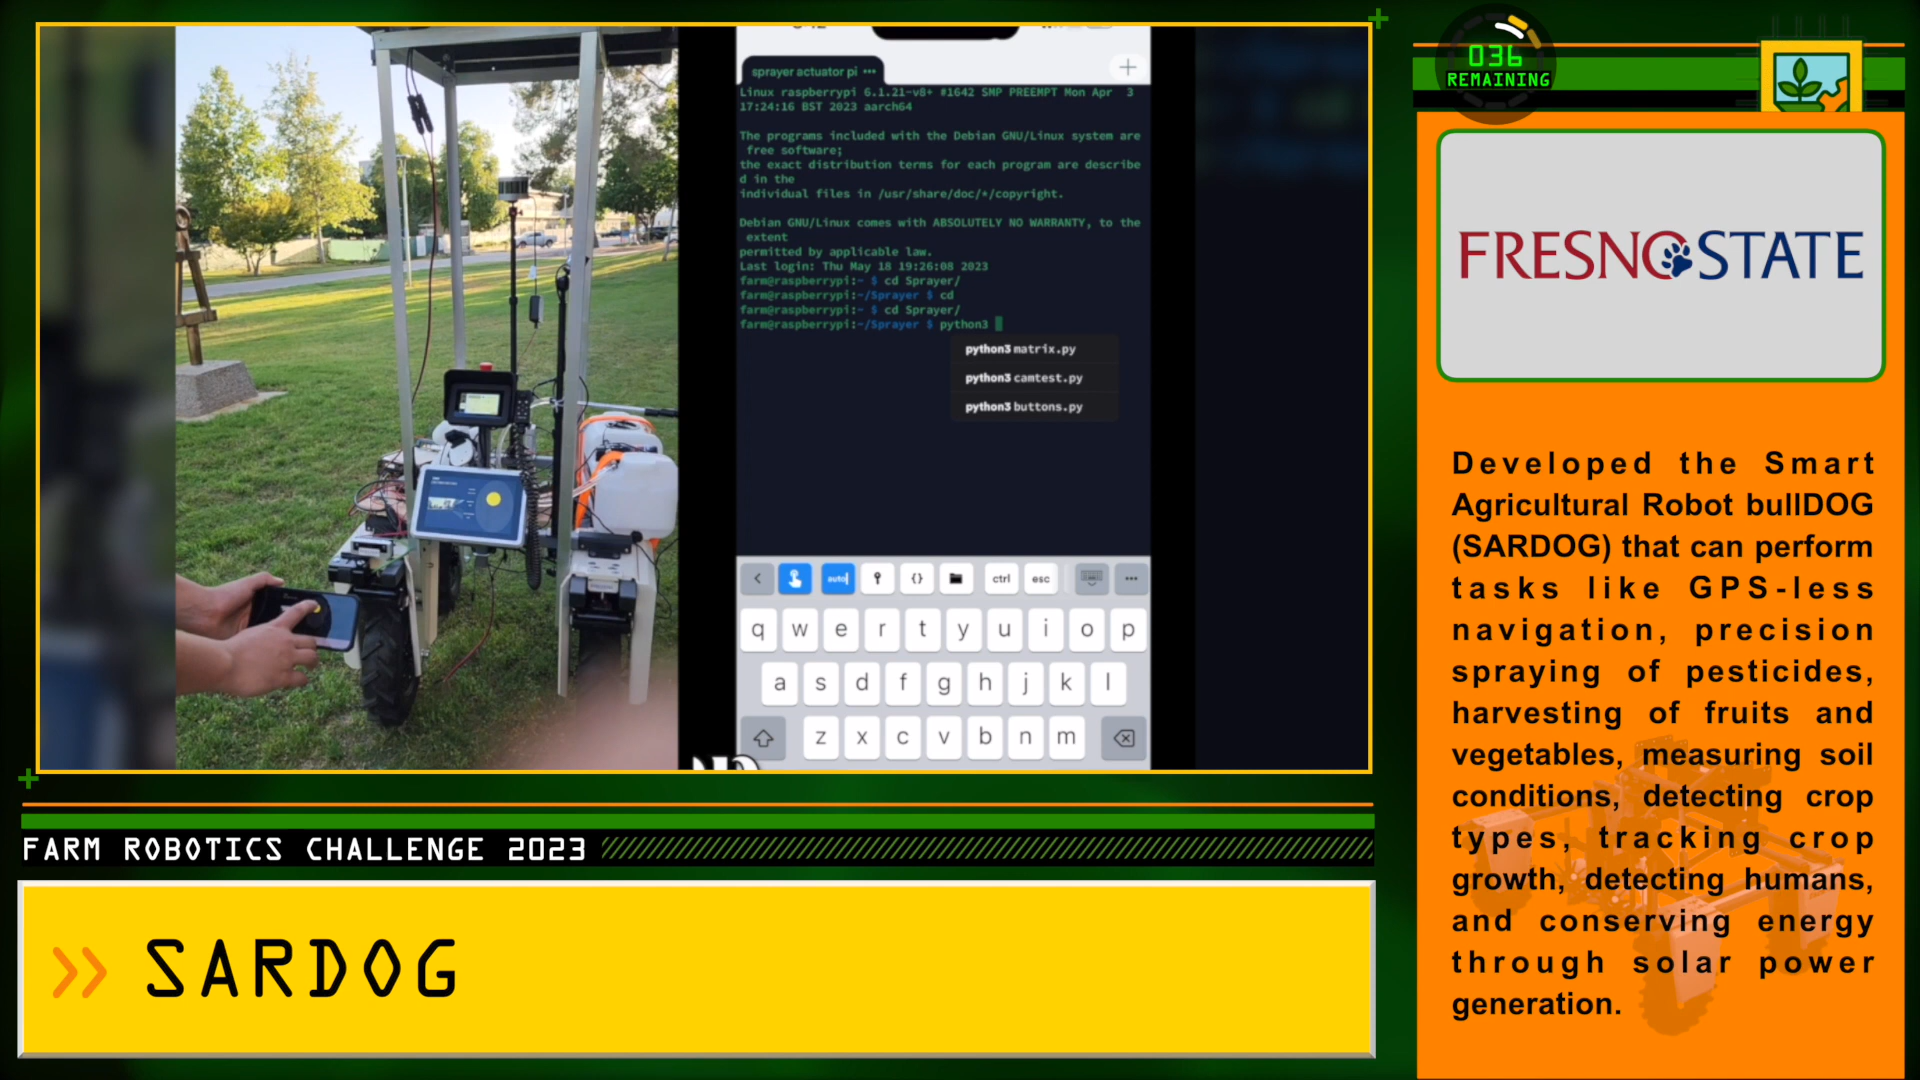 036
REMAINING
sprayer actuator pi •••
Linux raspberrypi 6.1.21-v8+ #1642 SMP PREEMPT Mon Apr 3
17:24:16 BST 2023 aarch64
The programs included with the Debian GNU/Linux system are
free software;
the exact distribution terms for each program are describe
d in the
individual files in /usr/share/doc/*/copyright.
Debian GNU/Linux comes with ABSOLUTELY NO WARRANTY, to the
extent
permitted by applicable law.
Last login: Thu May 18 19:26:08 2023
farm@raspberrypi:~ $ cd Sprayer/
farm@raspberrypi:~/Sprayer $ cd
farm@raspberrypi:~ $ cd Sprayer/
farm@raspberrypi:~/Sprayer $ python3
python3 matrix.py
python3 camtest.py
python3 buttons.py
auto {} ctrl esc •••
q w e r t y u i o p
a s d f g h j k l
z x c v b n m
FRESNO STATE
Developed the Smart
Agricultural Robot bullDOG
(SARDOG) that can perform
tasks like GPS-less
navigation, precision
spraying of pesticides,
harvesting of fruits and
vegetables, measuring soil
conditions, detecting crop
types, tracking crop
growth, detecting humans,
and conserving energy
through solar power
generation.
FARM ROBOTICS CHALLENGE 2023
SARDOG